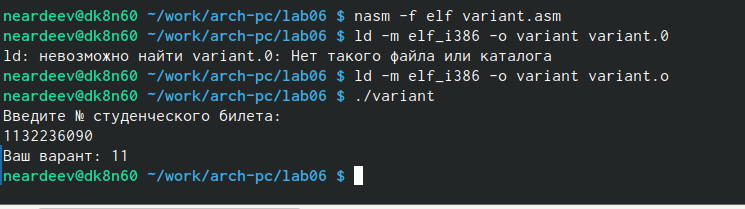 neardeev@dk8n60 ~/work/arch-pc/lab06 $ nasm -f elf variant.asm
neardeev@dk8n60 ~/work/arch-pc/lab06 $ ld -m elf_i386 -o variant variant.0
ld: невозможно найти variant.0: Нет такого файла или каталога
neardeev@dk8n60 ~/work/arch-pc/lab06 $ ld -m elf_i386 -o variant variant.o
neardeev@dk8n60 ~/work/arch-pc/lab06 $ ./variant
Введите № студенческого билета:
1132236090
Ваш варант: 11
neardeev@dk8n60 ~/work/arch-pc/lab06 $